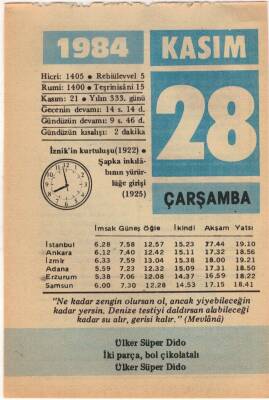 1984 KASIM
Hicri: 1405 ● Rebiülevvel 5
Rumi: 1400 ● Teşrinisâni 15
Kasım: 21 ● Yılın 333. günü
Gecenin devamı: 14 s. 14 d.
Gündüzün devamı: 9 s. 46 d.
Gündüzün kısalışı: 2 dakika
28
İznik'in kurtuluşu(1922) ●
Şapka inkılâ-
bının yürür-
lüğe girişi
(1925)
ÇARŞAMBA
İmsak Güneş Öğle İkindi Akşam Yatsı
İstanbul 6.28 7.58 12.57 15.23 17.44 19.10
Ankara 6.12 7.40 12.42 15.11 17.32 18.56
İzmir 6.33 7.59 13.04 15.38 18.00 19.21
Adana 5.59 7.23 12.32 15.09 17.31 18.50
Erzurum 5.38 7.06 12.08 14.37 16.59 18.22
Samsun 6.00 7.30 12.28 14.53 17.15 18.41
"Ne kadar zengin olursan ol, ancak yiyebileceğin
kadar yersin. Denize testiyi daldırsan alabileceği
kadar su alır, gerisi kalır." (Mevlânâ)
Ülker Süper Dido
İki parça, bol çikolatalı
Ülker Süper Dido